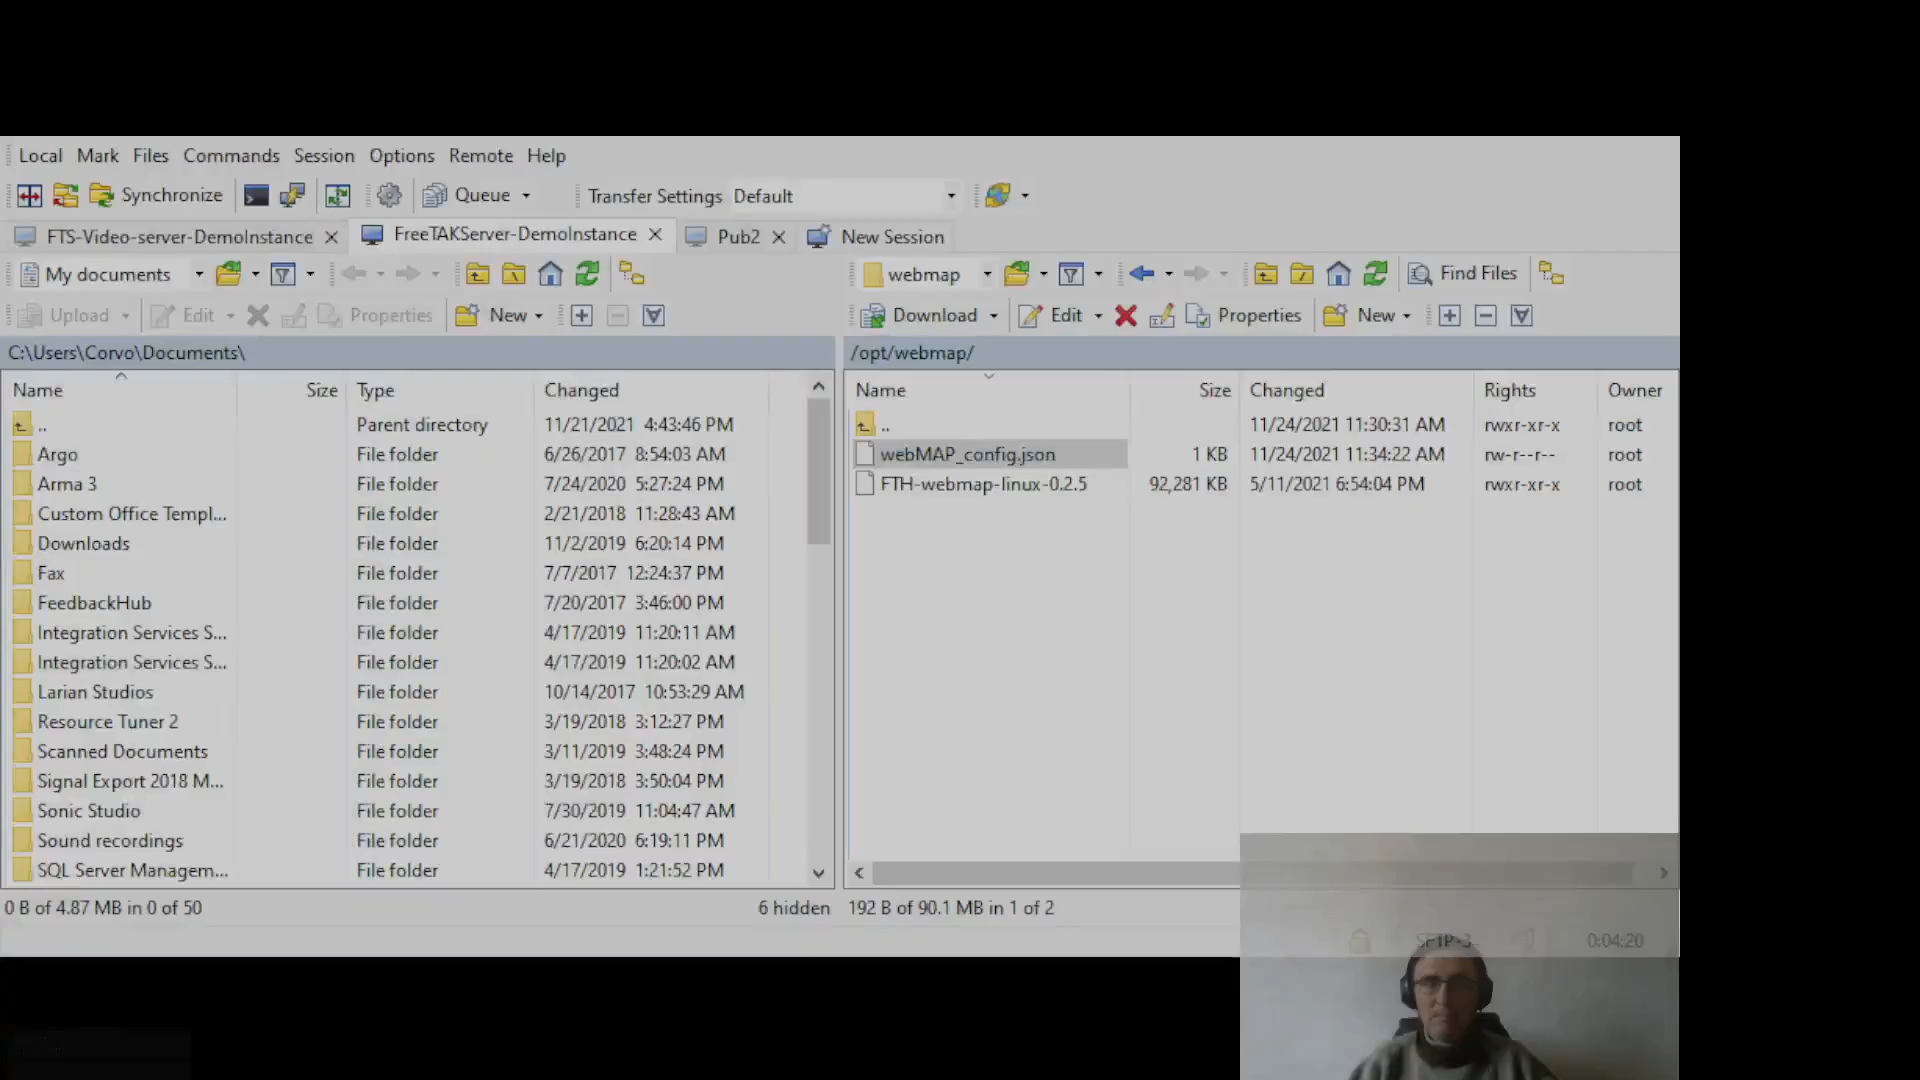 Local Mark Files Commands Session Options Remote Help
Synchronize Queue Transfer Settings Default
FTS-Video-server-DemoInstance FreeTAKServer-DemoInstance Pub2 New Session
My documents webmap Find Files
Upload Edit Properties New Download Edit Properties New
C:\Users\Corvo\Documents\ /opt/webmap/
Name Size Type Changed Name Size Changed Rights Owner
.. Parent directory 11/21/2021 4:43:46 PM .. 11/24/2021 11:30:31 AM rwxr-xr-x root
Argo File folder 6/26/2017 8:54:03 AM webMAP_config.json 1 KB 11/24/2021 11:34:22 AM rw-r--r-- root
Arma 3 File folder 7/24/2020 5:27:24 PM FTH-webmap-linux-0.2.5 92,281 KB 5/11/2021 6:54:04 PM rwxr-xr-x root
Custom Office Templ... File folder 2/21/2018 11:28:43 AM
Downloads File folder 11/2/2019 6:20:14 PM
Fax File folder 7/7/2017 12:24:37 PM
FeedbackHub File folder 7/20/2017 3:46:00 PM
Integration Services S... File folder 4/17/2019 11:20:11 AM
Integration Services S... File folder 4/17/2019 11:20:02 AM
Larian Studios File folder 10/14/2017 10:53:29 AM
Resource Tuner 2 File folder 3/19/2018 3:12:27 PM
Scanned Documents File folder 3/11/2019 3:48:24 PM
Signal Export 2018 M... File folder 3/19/2018 3:50:04 PM
Sonic Studio File folder 7/30/2019 11:04:47 AM
Sound recordings File folder 6/21/2020 6:19:11 PM
SQL Server Managem... File folder 4/17/2019 1:21:52 PM
0 B of 4.87 MB in 0 of 50 6 hidden 192 B of 90.1 MB in 1 of 2
SFTP-3 0:04:20